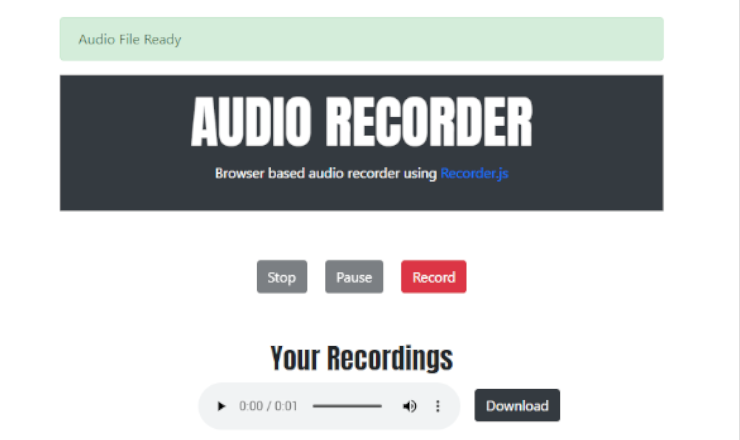 Audio File Ready
AUDIO RECORDER
Browser based audio recorder using Recorder.js
Stop Pause Record
Your Recordings
0:00 / 0:01 Download